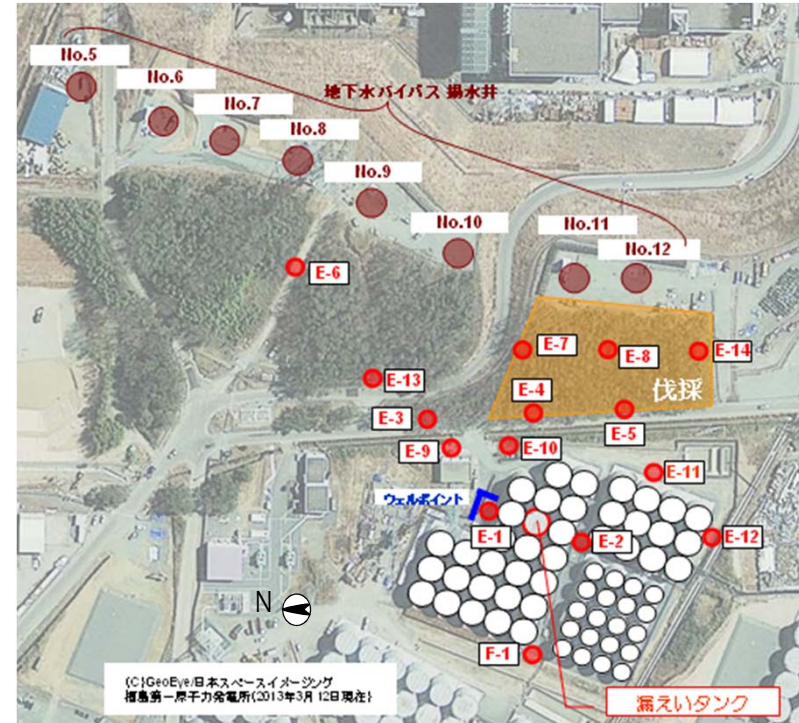 No.5
No.6
No.7
No.8
No.9
No.10
No.11
No.12
地下水バイパス 揚水井
E-6
E-7
E-8
E-14
E-13
E-4
伐採
E-3
E-5
E-9
E-10
E-11
ウェルポイント
E-1
E-2
E-12
N
F-1
漏えいタンク
(C)GeoEye/日本スペースイメージング
福島第一原子力発電所(2013年3月12日現在)